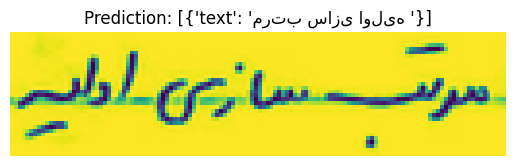 Prediction: [{'text': 'مرتب سازی اولیه '}]
مرتب سازی اولیه